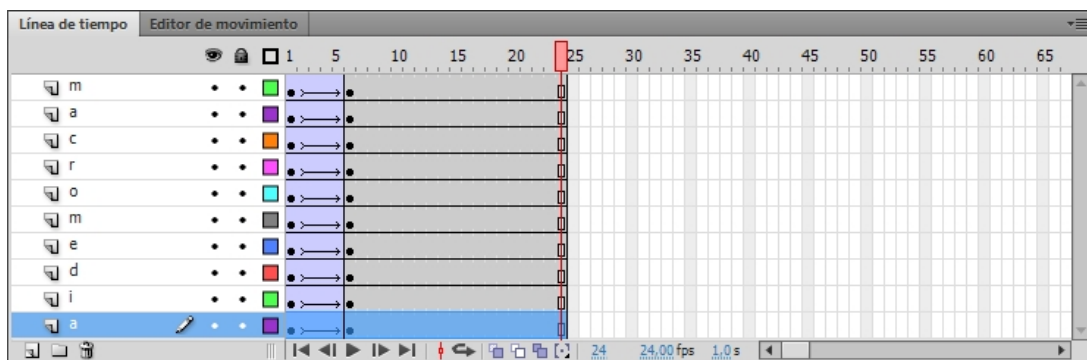 Línea de tiempo Editor de movimiento
1 5 10 15 20 25 30 35 40 45 50 55 60 65
m
a
c
r
o
m
e
d
i
a
24 24,00 fps 1,0 s